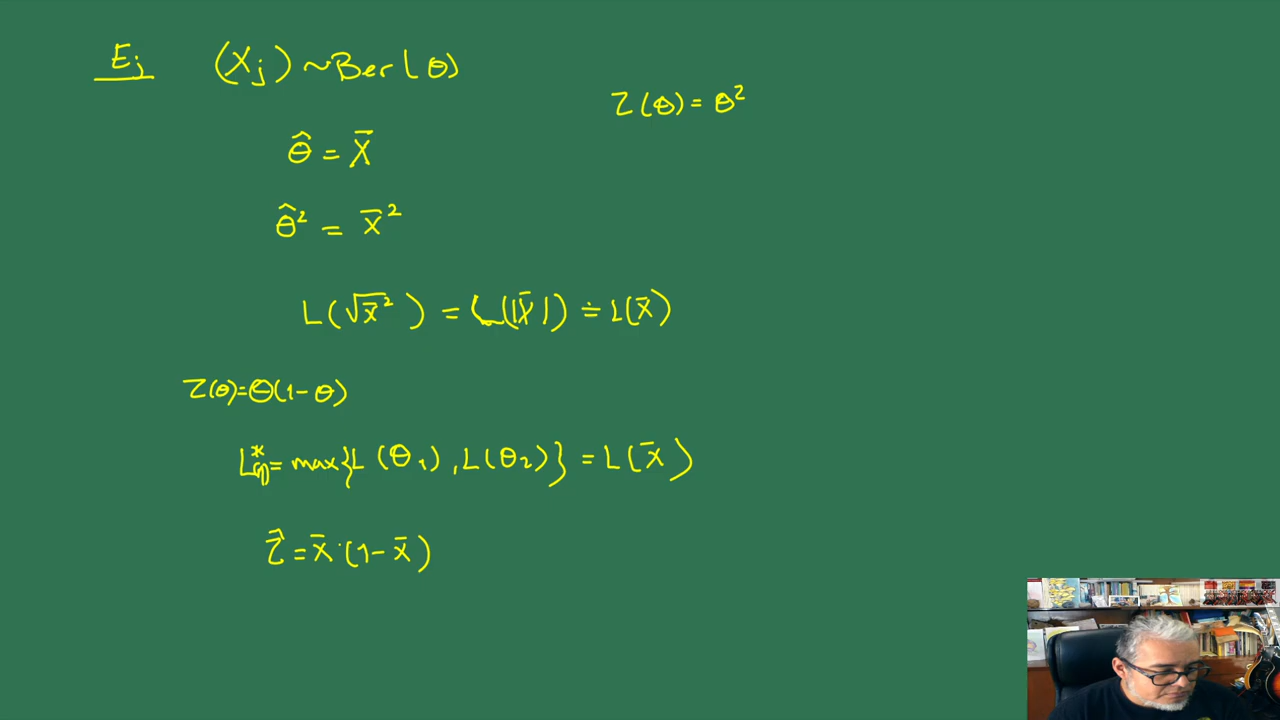 Ej (Xj) ~ Ber(θ)
τ(θ) = θ²
θ̂ = X̄
θ̂² = x̄²
L(√x̄²) = L(|x̄|) = L(x̄)
τ(θ)=θ(1-θ)
L*(η) = max{L(θ₁), L(θ₂)} = L(x̄)
τ̂ = x̄·(1-x̄)